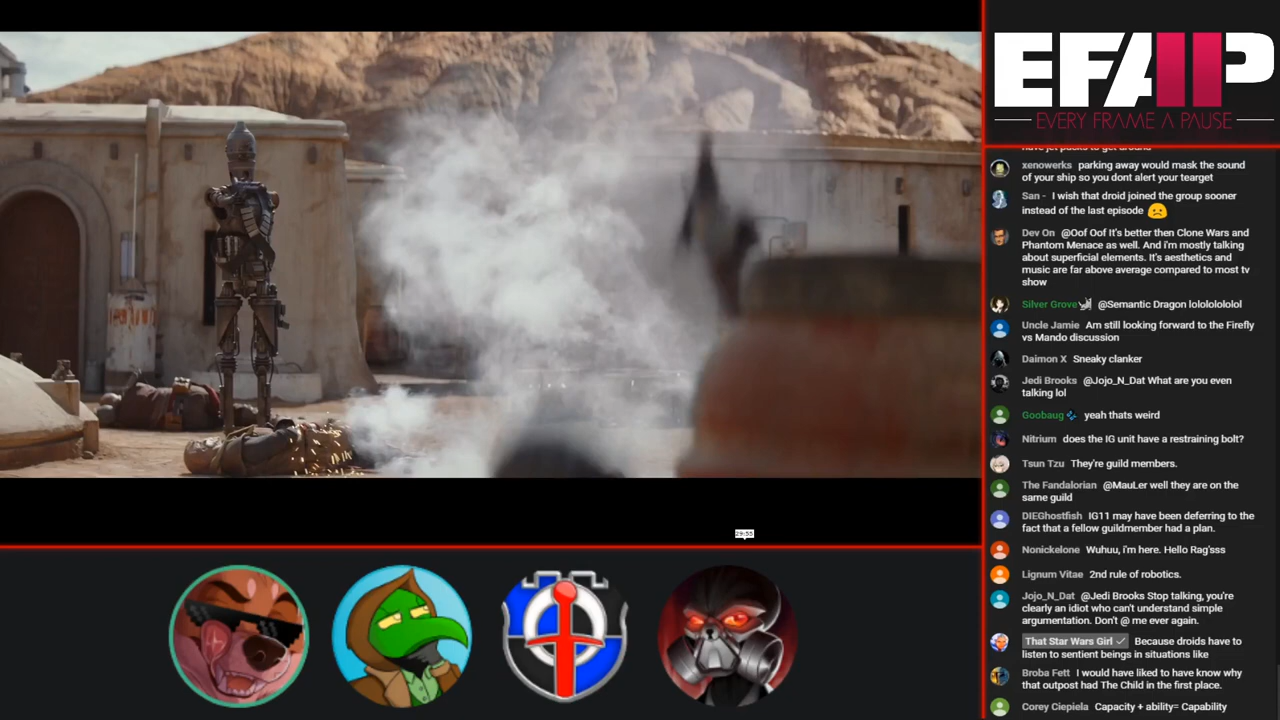 EFAP
EVERY FRAME A PAUSE
have jet packs to get around
xenowerks parking away would mask the sound
of your ship so you dont alert your tearget
San - I wish that droid joined the group sooner
instead of the last episode
Dev On @Oof Oof It's better then Clone Wars and
Phantom Menace as well. And i'm mostly talking
about superficial elements. It's aesthetics and
music are far above average compared to most tv
show
Silver Grove @Semantic Dragon lolololololol
Uncle Jamie Am still looking forward to the Firefly
vs Mando discussion
Daimon X Sneaky clanker
Jedi Brooks @Jojo_N_Dat What are you even
talking lol
Goobaug yeah thats weird
Nitrium does the IG unit have a restraining bolt?
Tsun Tzu They're guild members.
The Fandalorian @MauLer well they are on the
same guild
DIEGhostfish IG11 may have been deferring to the
fact that a fellow guildmember had a plan.
Nonickelone Wuhuu, i'm here. Hello Rag'sss
Lignum Vitae 2nd rule of robotics.
Jojo_N_Dat @Jedi Brooks Stop talking, you're
clearly an idiot who can't understand simple
argumentation. Don't @ me ever again.
That Star Wars Girl ✓ Because droids have to
listen to sentient beings in situations like
Broba Fett I would have liked to have know why
that outpost had The Child in the first place.
Corey Ciepiela Capacity + ability= Capability
29:55